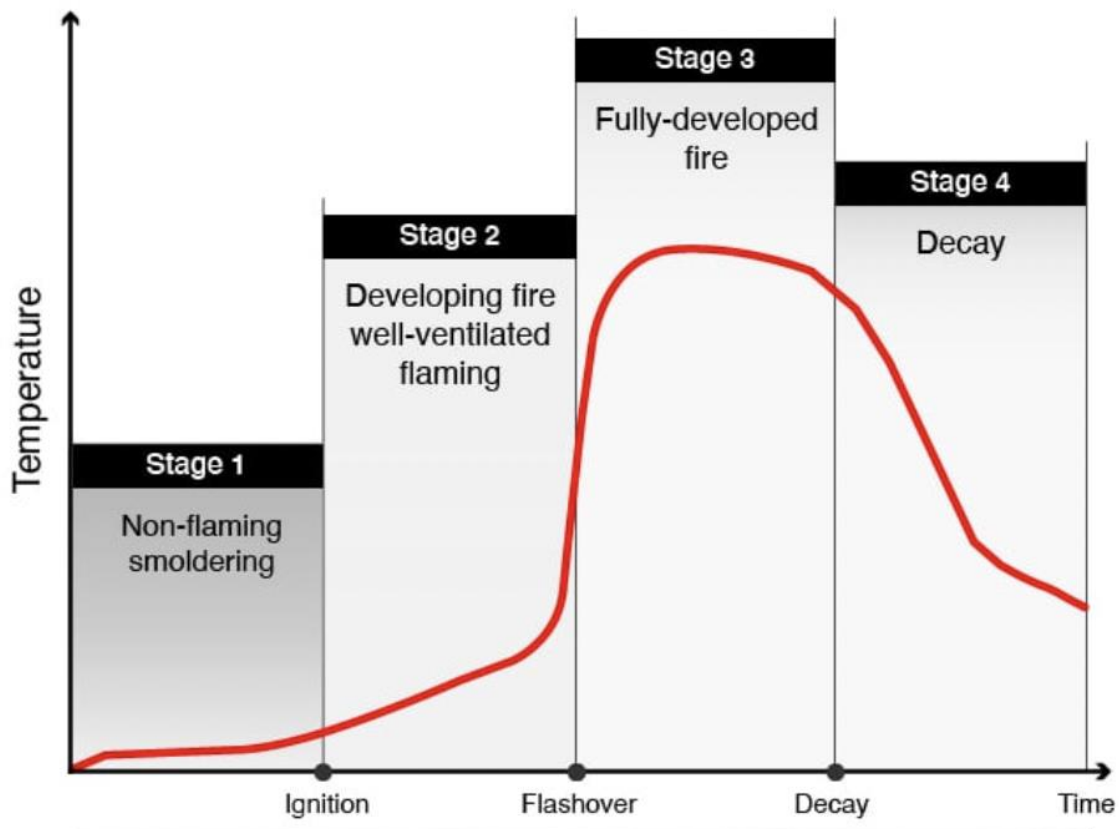 Temperature
Stage 1
Non-flaming
smoldering
Stage 2
Developing fire
well-ventilated
flaming
Stage 3
Fully-developed
fire
Stage 4
Decay
Ignition
Flashover
Decay
Time